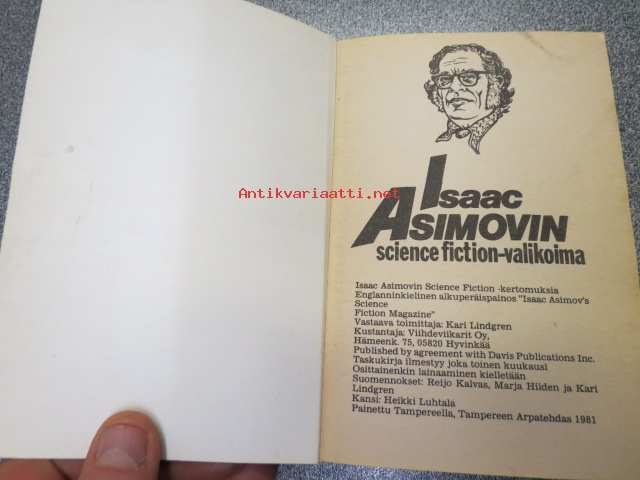 Antikvariaatti.net
Isaac
ASIMOVIN
science fiction-valikoima
Isaac Asimovin Science Fiction -kertomuksia
Englanninkielinen alkuperäispainos "Isaac Asimov's
Science
Fiction Magazine"
Vastaava toimittaja: Kari Lindgren
Kustantaja: Viihdeviikarit Oy,
Hämeenk. 75, 05820 Hyvinkää
Published by agreement with Davis Publications Inc.
Taskukirja ilmestyy joka toinen kuukausi
Osittainenkin lainaaminen kielletään
Suomennokset: Reijo Kalvas, Marja Hilden ja Kari
Lindgren
Kansi: Heikki Luhtala
Painettu Tampereella, Tampereen Arpatehdas 1981